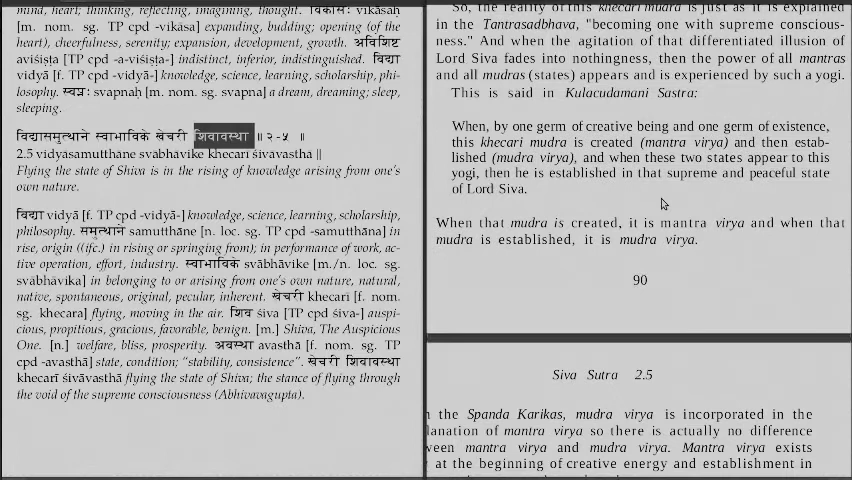 mind, heart; thinking, reflecting, imagining, thought. विकासः vikāsaḥ
[m. nom. sg. TP cpd -vikāsa] expanding, budding; opening (of the
heart), cheerfulness, serenity; expansion, development, growth. अविशिष्ट
aviśiṣṭa [TP cpd -a-viśiṣṭa-] indistinct, inferior, indistinguished. विद्या
vidyā [f. TP cpd -vidyā-] knowledge, science, learning, scholarship, phi-
losophy. स्वप्नः svapnaḥ [m. nom. sg. svapna] a dream, dreaming; sleep,
sleeping.
विद्यासमुत्थाने स्वाभाविके खेचरी शिवावस्था ॥ २-५ ॥
2.5 vidyāsamutthāne svābhāvike khecarī śivāvasthā ||
Flying the state of Shiva is in the rising of knowledge arising from one's
own nature.
विद्या vidyā [f. TP cpd -vidyā-] knowledge, science, learning, scholarship,
philosophy. समुत्थाने samutthāne [n. loc. sg. TP cpd -samutthāna] in
rise, origin ((ifc.) in rising or springing from); in performance of work, ac-
tive operation, effort, industry. स्वाभाविके svābhāvike [m./n. loc. sg.
svābhāvika] in belonging to or arising from one's own nature, natural,
native, spontaneous, original, pecular, inherent. खेचरी khecarī [f. nom.
sg. khecara] flying, moving in the air. शिव śiva [TP cpd śiva-] auspi-
cious, propitious, gracious, favorable, benign. [m.] Shiva, The Auspicious
One. [n.] welfare, bliss, prosperity. अवस्था avasthā [f. nom. sg. TP
cpd -avasthā] state, condition; "stability, consistence". खेचरी शिवावस्था
khecarī śivāvasthā flying the state of Shiva; the stance of flying through
the void of the supreme consciousness (Abhivavagupta).
So, the reality of this khecari mudra is just as it is explained
in the Tantrasadbhava, "becoming one with supreme conscious-
ness." And when the agitation of that differentiated illusion of
Lord Siva fades into nothingness, then the power of all mantras
and all mudras (states) appears and is experienced by such a yogi.
This is said in Kulacudamani Sastra:
When, by one germ of creative being and one germ of existence,
this khecari mudra is created (mantra virya) and then estab-
lished (mudra virya), and when these two states appear to this
yogi, then he is established in that supreme and peaceful state
of Lord Siva.
When that mudra is created, it is mantra virya and when that
mudra is established, it is mudra virya.
90
Siva Sutra 2.5
the Spanda Karikas, mudra virya is incorporated in the
lanation of mantra virya so there is actually no difference
ween mantra virya and mudra virya. Mantra virya exists
at the beginning of creative energy and establishment in